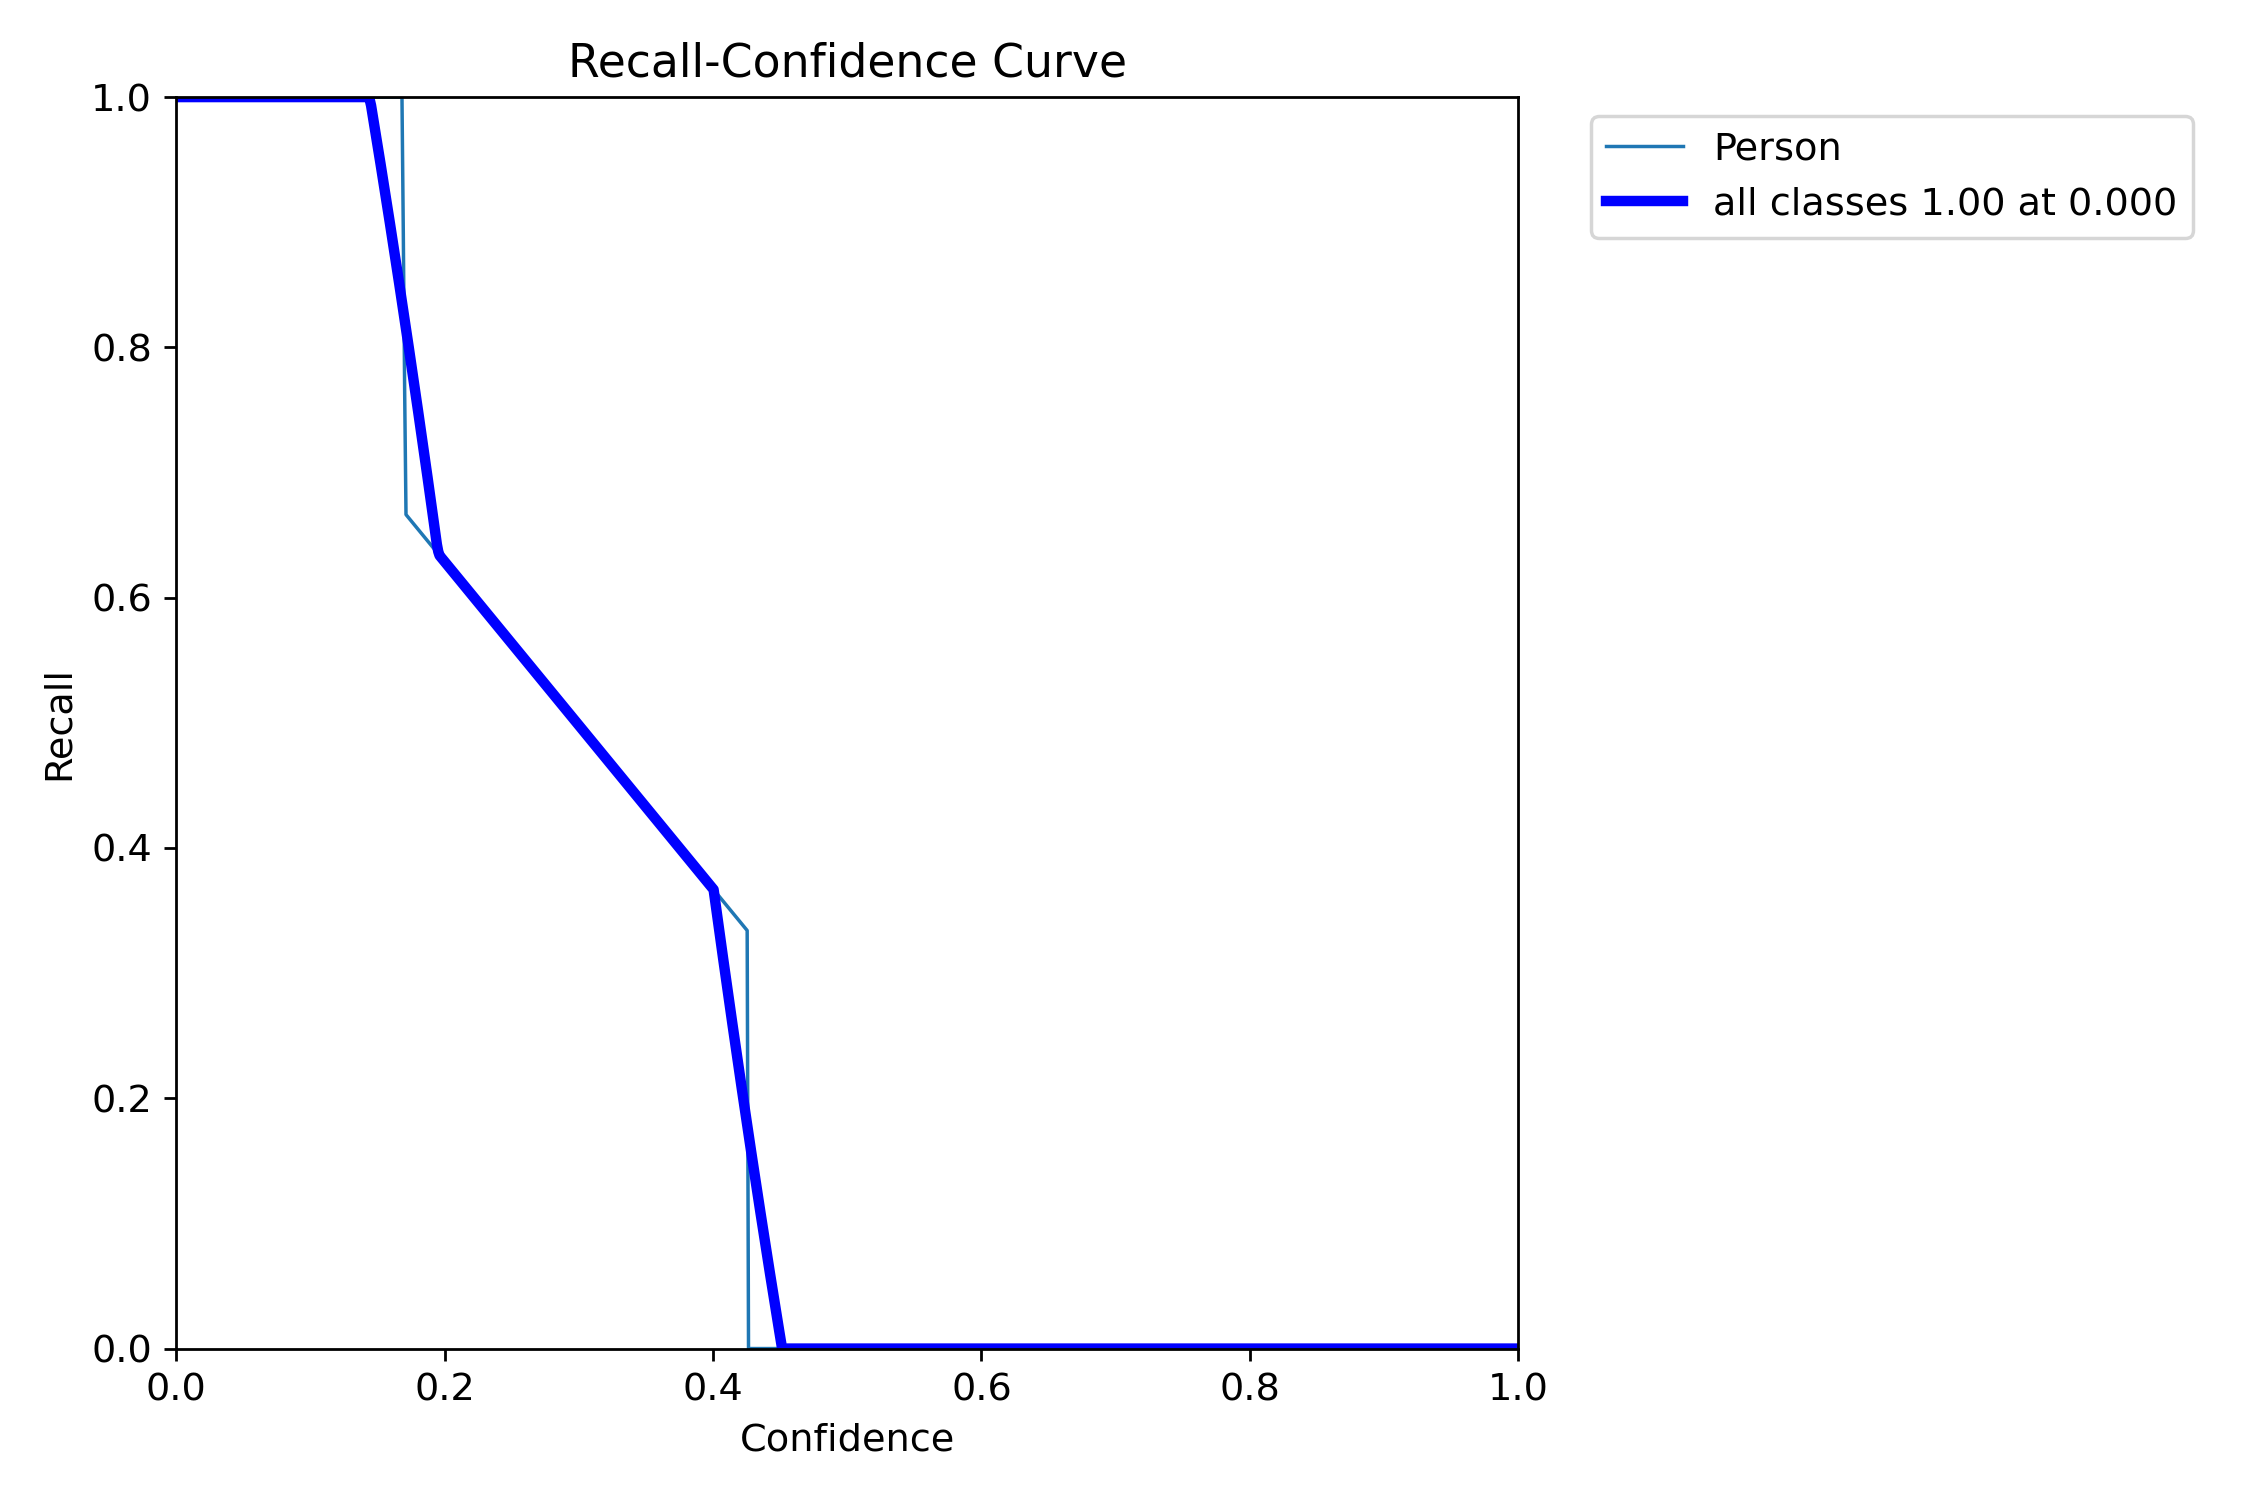 Recall-Confidence Curve
1.0
0.8
0.6
0.4
0.2
0.0
Recall
0.0 0.2 0.4 0.6 0.8 1.0
Confidence
Person
all classes 1.00 at 0.000